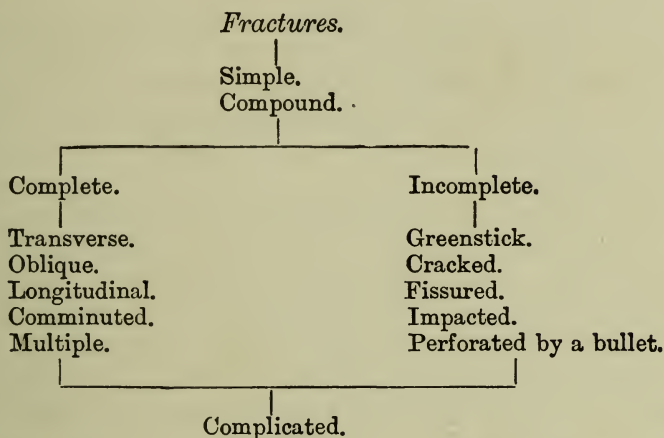 Fractures.
Simple.
Compound.
Complete. Incomplete.
Transverse. Greenstick.
Oblique. Cracked.
Longitudinal. Fissured.
Comminuted. Impacted.
Multiple. Perforated by a bullet.
Complicated.